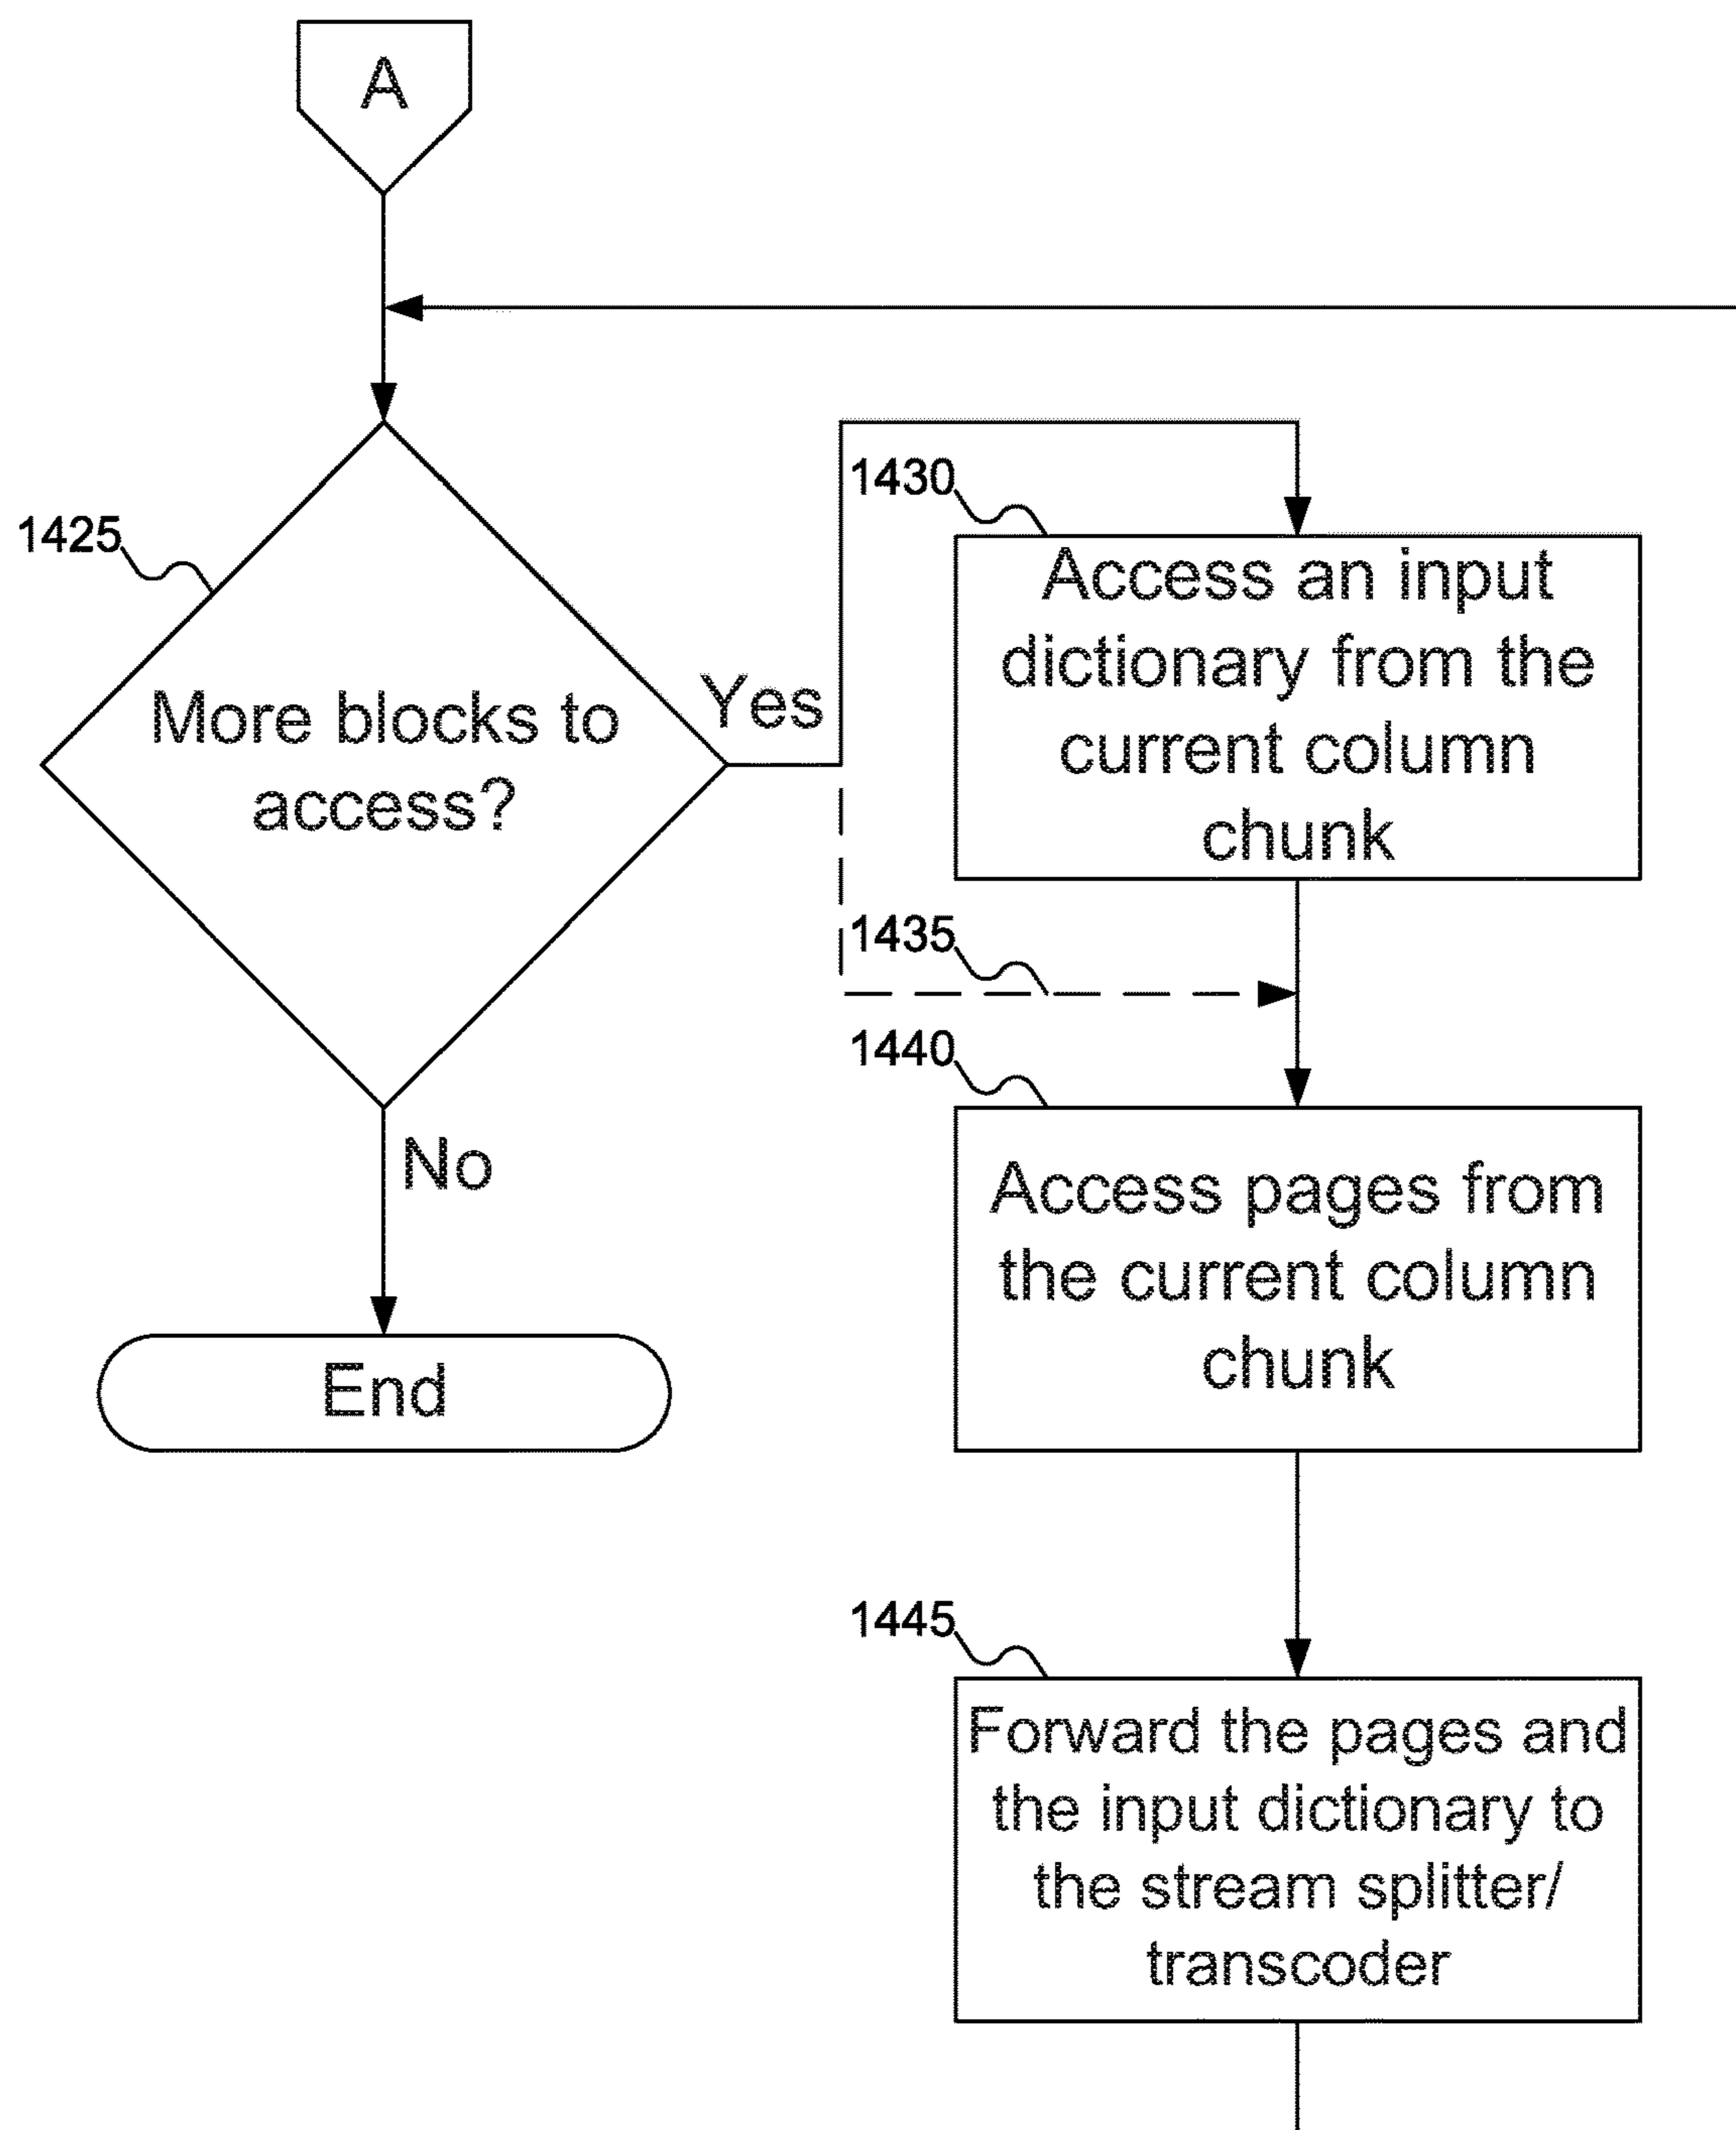 A
1425
More blocks to
access?
Yes
No
End
1430
Access an input
dictionary from the
current column
chunk
1435
1440
Access pages from
the current column
chunk
1445
Forward the pages and
the input dictionary to
the stream splitter/
transcoder